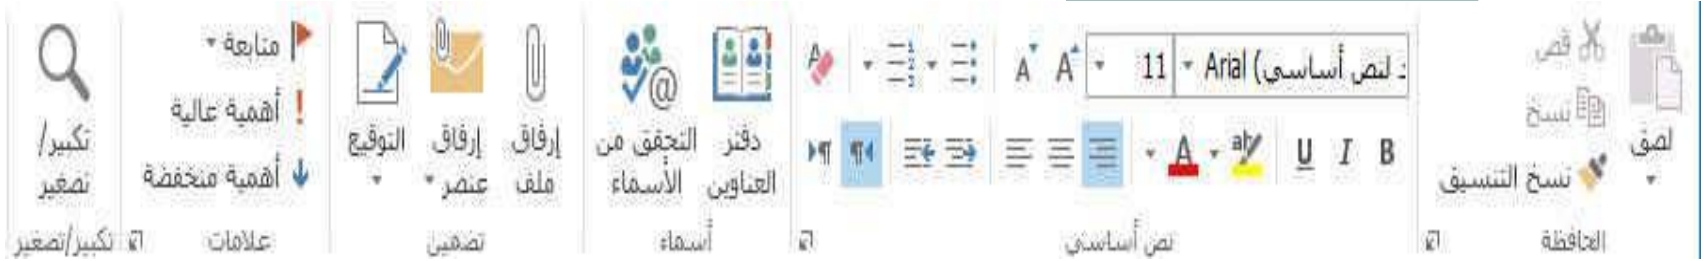 لصق
قص
نسخ
نسخ التنسيق
الحافظة
Arial (لنص أساسي
11
A A
B I U ab A
نص أساسي
دفتر
العناوين
التحقق من
الأسماء
أسماء
إرفاق
ملف
إرفاق
عنصر
التوقيع
تضمين
متابعة
أهمية عالية
أهمية منخفضة
علامات
تكبير/
تصغير
تكبير/تصغير